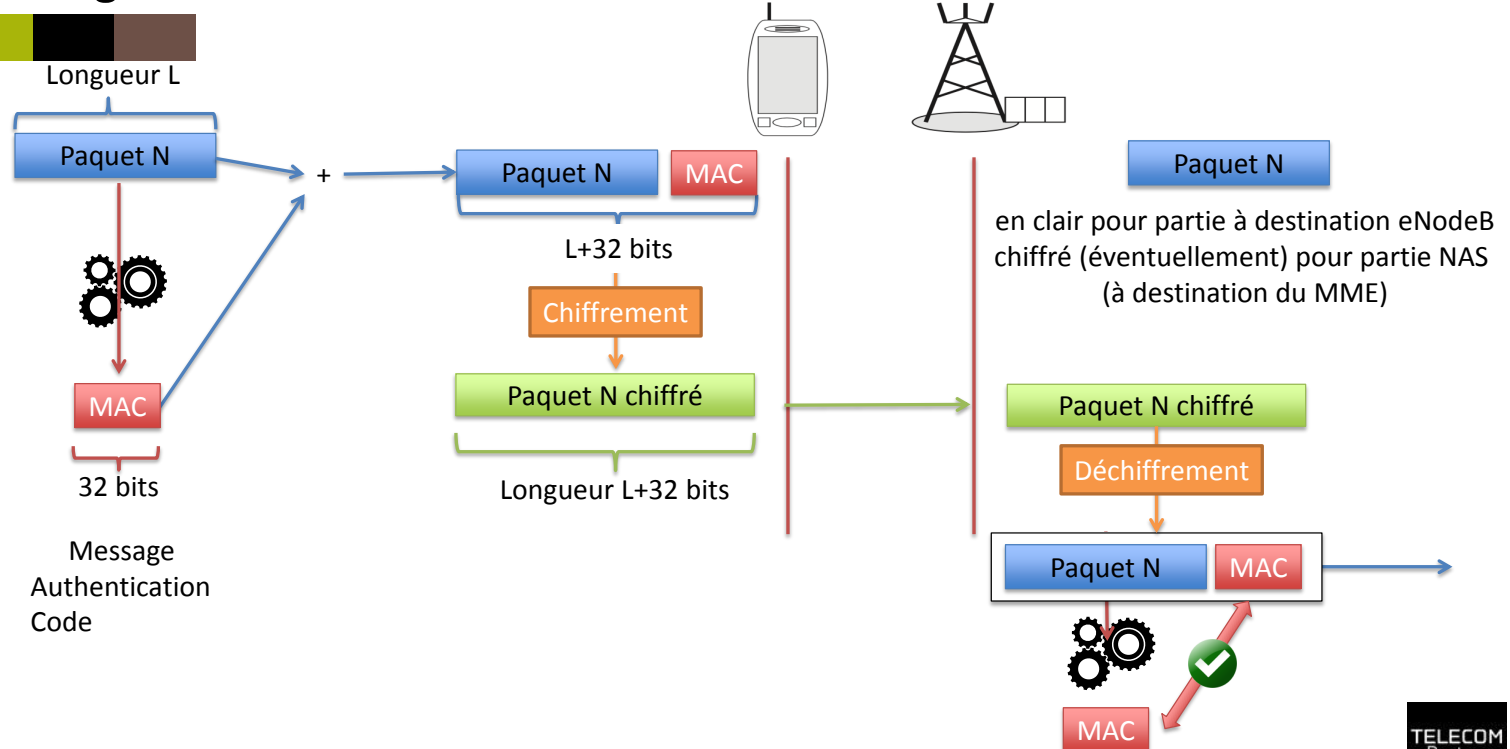 Longueur L
Paquet N
+
Paquet N MAC
L+32 bits
Chiffrement
Paquet N chiffré
Longueur L+32 bits
MAC
32 bits
Message
Authentication
Code
Paquet N
en clair pour partie à destination eNodeB
chiffré (éventuellement) pour partie NAS
(à destination du MME)
Paquet N chiffré
Déchiffrement
Paquet N MAC
MAC
TELECOM